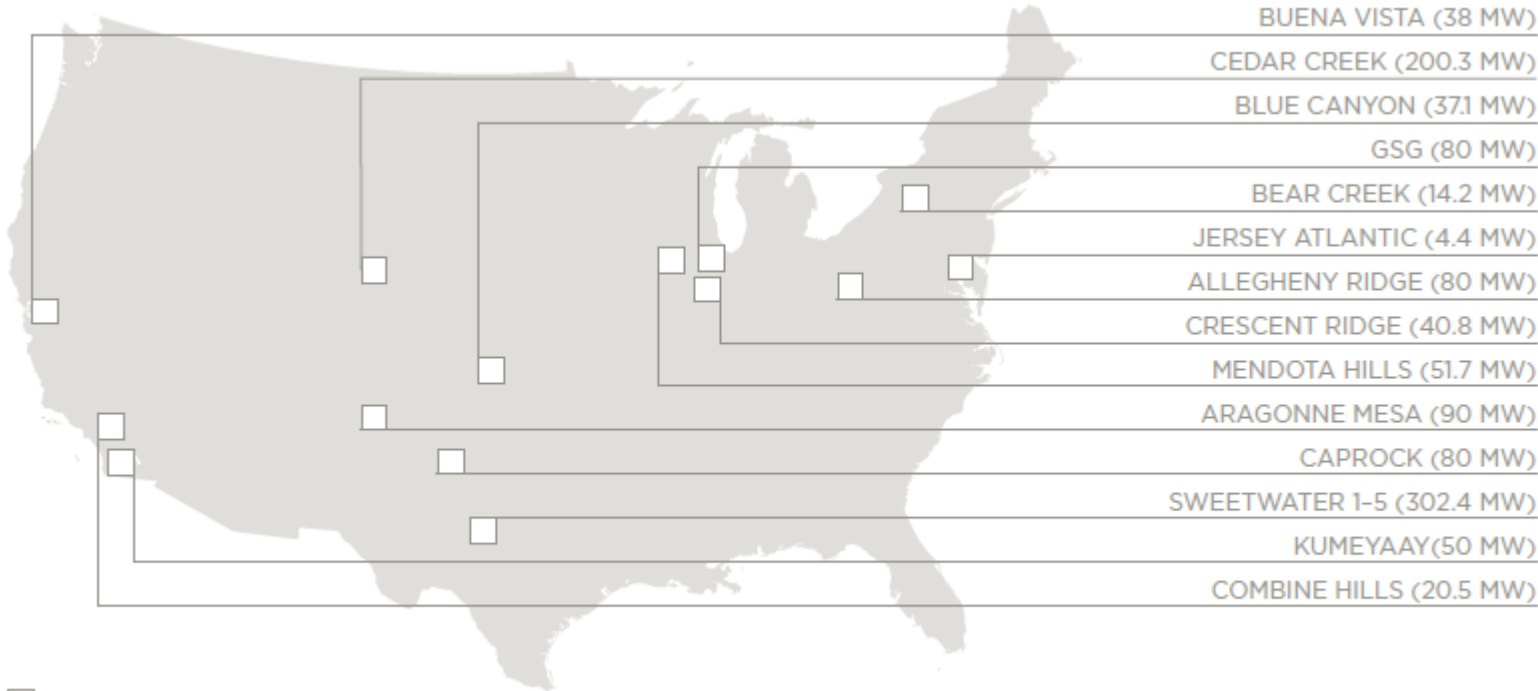 BUENA VISTA (38 MW)
CEDAR CREEK (200.3 MW)
BLUE CANYON (37.1 MW)
GSG (80 MW)
BEAR CREEK (14.2 MW)
JERSEY ATLANTIC (4.4 MW)
ALLEGHENY RIDGE (80 MW)
CRESCENT RIDGE (40.8 MW)
MENDOTA HILLS (51.7 MW)
ARAGONNE MESA (90 MW)
CAPROCK (80 MW)
SWEETWATER 1–5 (302.4 MW)
KUMEYAAY(50 MW)
COMBINE HILLS (20.5 MW)